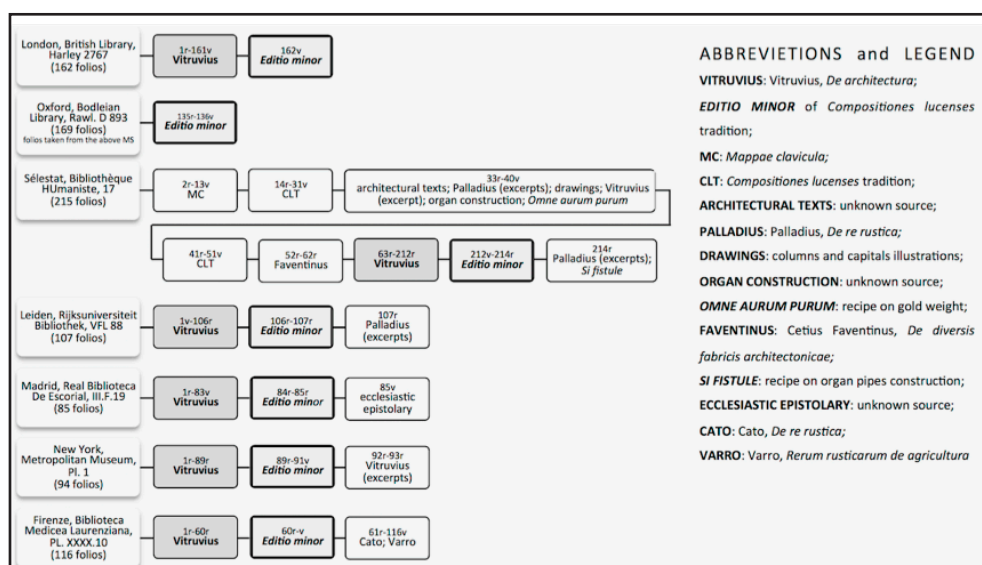 London, British Library,
Harley 2767
(162 folios)
1r-161v
Vitruvius
162v
Editio minor
Oxford, Bodleian
Library, Rawl. D 893
(169 folios)
folios taken from the above MS
135r-136v
Editio minor
Sélestat, Bibliothèque
HUmaniste, 17
(215 folios)
2r-13v
MC
14r-31v
CLT
33r-40v
architectural texts; Palladius (excerpts); drawings; Vitruvius
(excerpt); organ construction; Omne aurum purum
41r-51v
CLT
52r-62r
Faventinus
63r-212r
Vitruvius
212v-214r
Editio minor
214r
Palladius (excerpts);
Si fistule
Leiden, Rijksuniversiteit
Bibliothek, VFL 88
(107 folios)
1v-106r
Vitruvius
106r-107r
Editio minor
107r
Palladius
(excerpts)
Madrid, Real Biblioteca
De Escorial, III.F.19
(85 folios)
1r-83v
Vitruvius
84r-85r
Editio minor
85v
ecclesiastic
epistolary
New York,
Metropolitan Museum,
Pl. 1
(94 folios)
1r-89r
Vitruvius
89r-91v
Editio minor
92r-93r
Vitruvius
(excerpts)
Firenze, Biblioteca
Medicea Laurenziana,
PL. XXXX.10
(116 folios)
1r-60r
Vitruvius
60r-v
Editio minor
61r-116v
Cato; Varro
ABBREVIETIONS and LEGEND
VITRUVIUS: Vitruvius, De architectura;
EDITIO MINOR of Compositiones lucenses
tradition;
MC: Mappae clavicula;
CLT: Compositiones lucenses tradition;
ARCHITECTURAL TEXTS: unknown source;
PALLADIUS: Palladius, De re rustica;
DRAWINGS: columns and capitals illustrations;
ORGAN CONSTRUCTION: unknown source;
OMNE AURUM PURUM: recipe on gold weight;
FAVENTINUS: Cetius Faventinus, De diversis
fabricis architectonicae;
SI FISTULE: recipe on organ pipes construction;
ECCLESIASTIC EPISTOLARY: unknown source;
CATO: Cato, De re rustica;
VARRO: Varro, Rerum rusticarum de agricultura